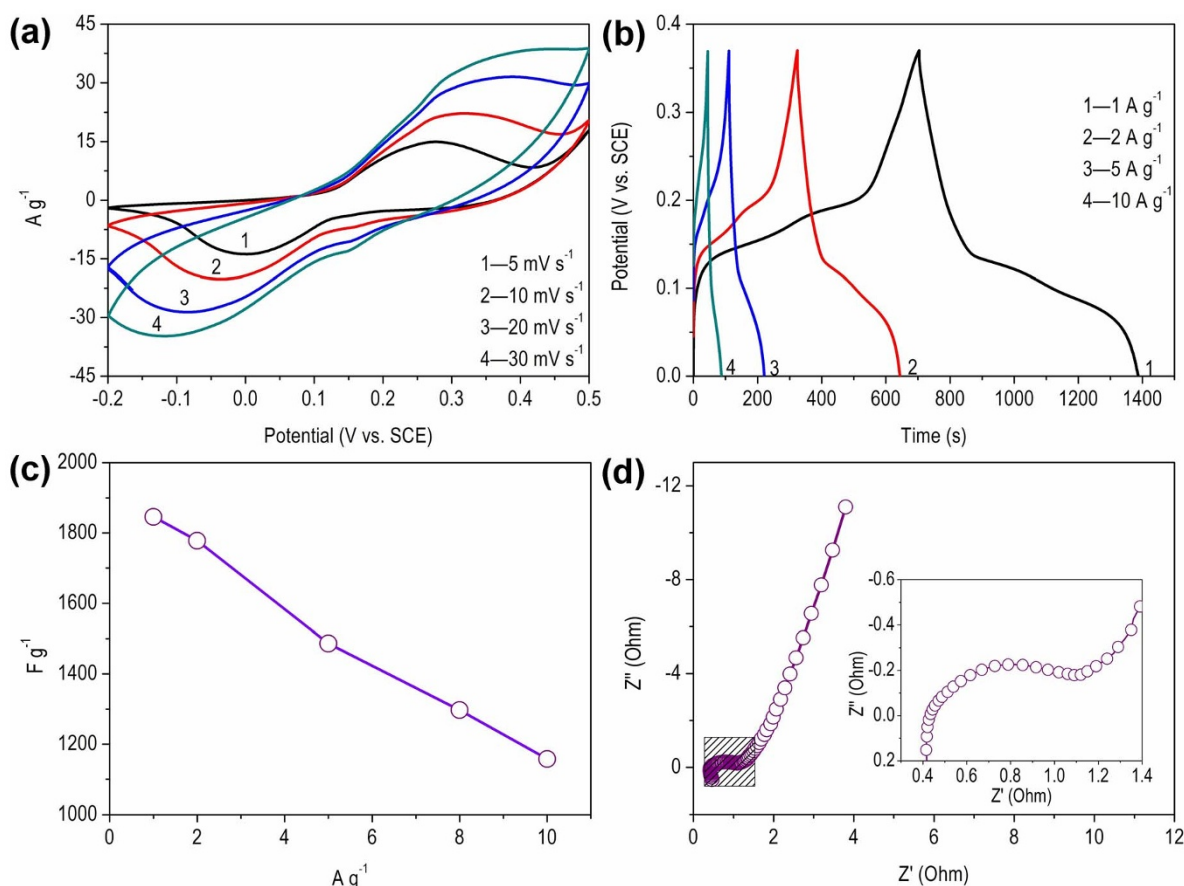 (a)
45
30
15
0
-15
-30
-45
A g-1
-0.2 -0.1 0.0 0.1 0.2 0.3 0.4 0.5
Potential (V vs. SCE)
1
2
3
4
1—5 mV s-1
2—10 mV s-1
3—20 mV s-1
4—30 mV s-1
(b)
0.4
0.3
0.2
0.1
0.0
Potential (V vs. SCE)
0 200 400 600 800 1000 1200 1400
Time (s)
1—1 A g-1
2—2 A g-1
3—5 A g-1
4—10 A g-1
4 3 2 1
(c)
2000
1800
1600
1400
1200
1000
F g-1
0 2 4 6 8 10
A g-1
(d)
-12
-8
-4
0
Z" (Ohm)
0 2 4 6 8 10 12
Z' (Ohm)
-0.6
-0.4
-0.2
0.0
0.2
Z" (Ohm)
0.4 0.6 0.8 1.0 1.2 1.4
Z' (Ohm)